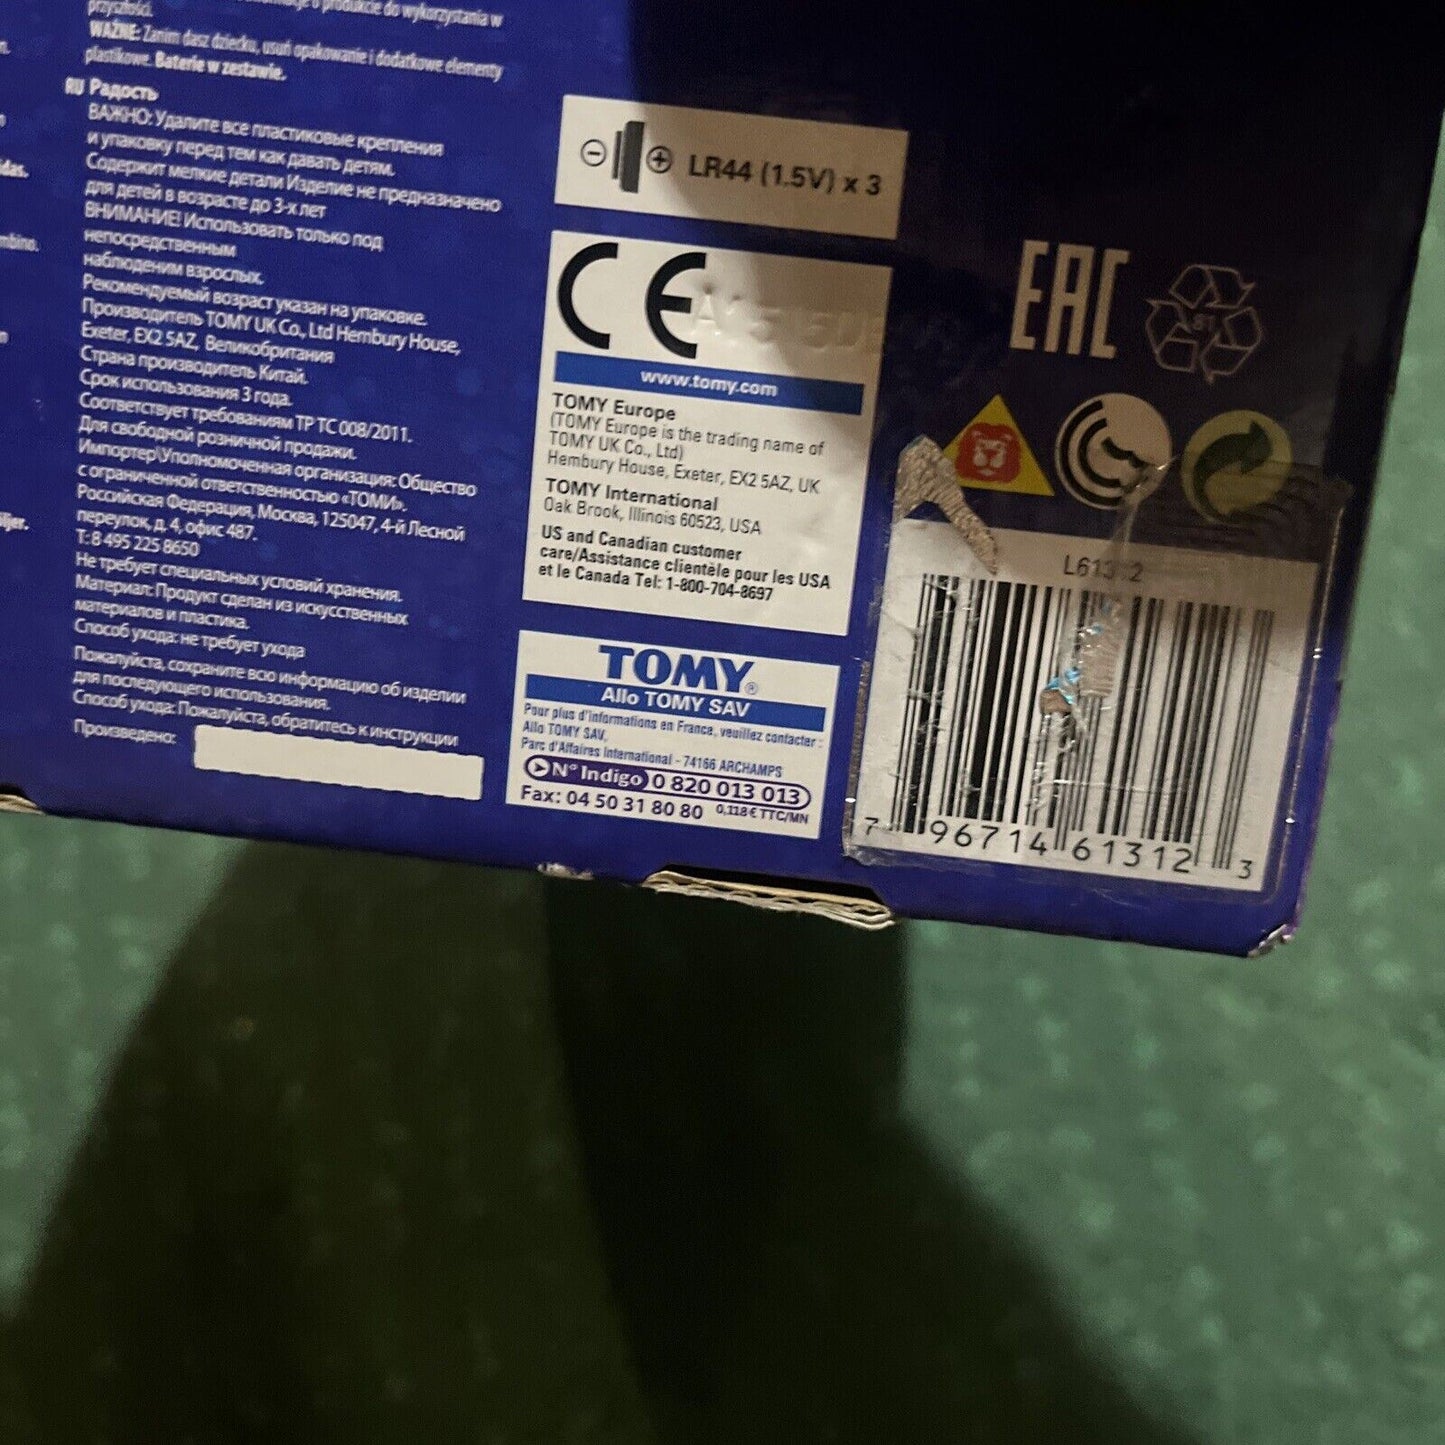 przyszłości.
produkcie do wykorzystania w
WAŻNE: Zanim dasz dziecku, usuń opakowanie i dodatkowe elementy
plastikowe. Baterie w zestawie.
RU Радость
ВАЖНО: Удалите все пластиковые крепления
и упаковку перед тем как давать детям.
Содержит мелкие детали Изделие не предназначено
для детей в возрасте до 3-х лет
ВНИМАНИЕ! Использовать только под
непосредственным
наблюдением взрослых.
Рекомендуемый возраст указан на упаковке.
Производитель TOMY UK Co., Ltd Hembury House,
Exeter, EX2 5AZ, Великобритания
Страна производитель Китай.
Срок использования 3 года.
Соответствует требованиям ТР ТС 008/2011.
Для свободной розничной продажи.
Импортер\Уполномоченная организация: Общество
с ограниченной ответственностью «ТОМИ».
Российская Федерация, Москва, 125047, 4-й Лесной
переулок, д. 4, офис 487.
Т: 8 495 225 8650
Не требует специальных условий хранения.
Материал: Продукт сделан из искусственных
материалов и пластика.
Способ ухода: не требует ухода
Пожалуйста, сохраните всю информацию об изделии
для последующего использования.
Способ ухода: Пожалуйста, обратитесь к инструкции
Произведено:
LR44 (1.5V) x 3
CE
www.tomy.com
TOMY Europe
(TOMY Europe is the trading name of
TOMY UK Co., Ltd)
Hembury House, Exeter, EX2 5AZ, UK
TOMY International
Oak Brook, Illinois 60523, USA
US and Canadian customer
care/Assistance clientèle pour les USA
et le Canada Tel: 1-800-704-8697
TOMY®
Allo TOMY SAV
Pour plus d'informations en France, veuillez contacter :
Allo TOMY SAV,
Parc d'Affaires International - 74166 ARCHAMPS
N° Indigo 0 820 013 013
Fax: 04 50 31 80 80 0,118 € TTC/MN
EAC
81
L61312
7 96714 61312 3